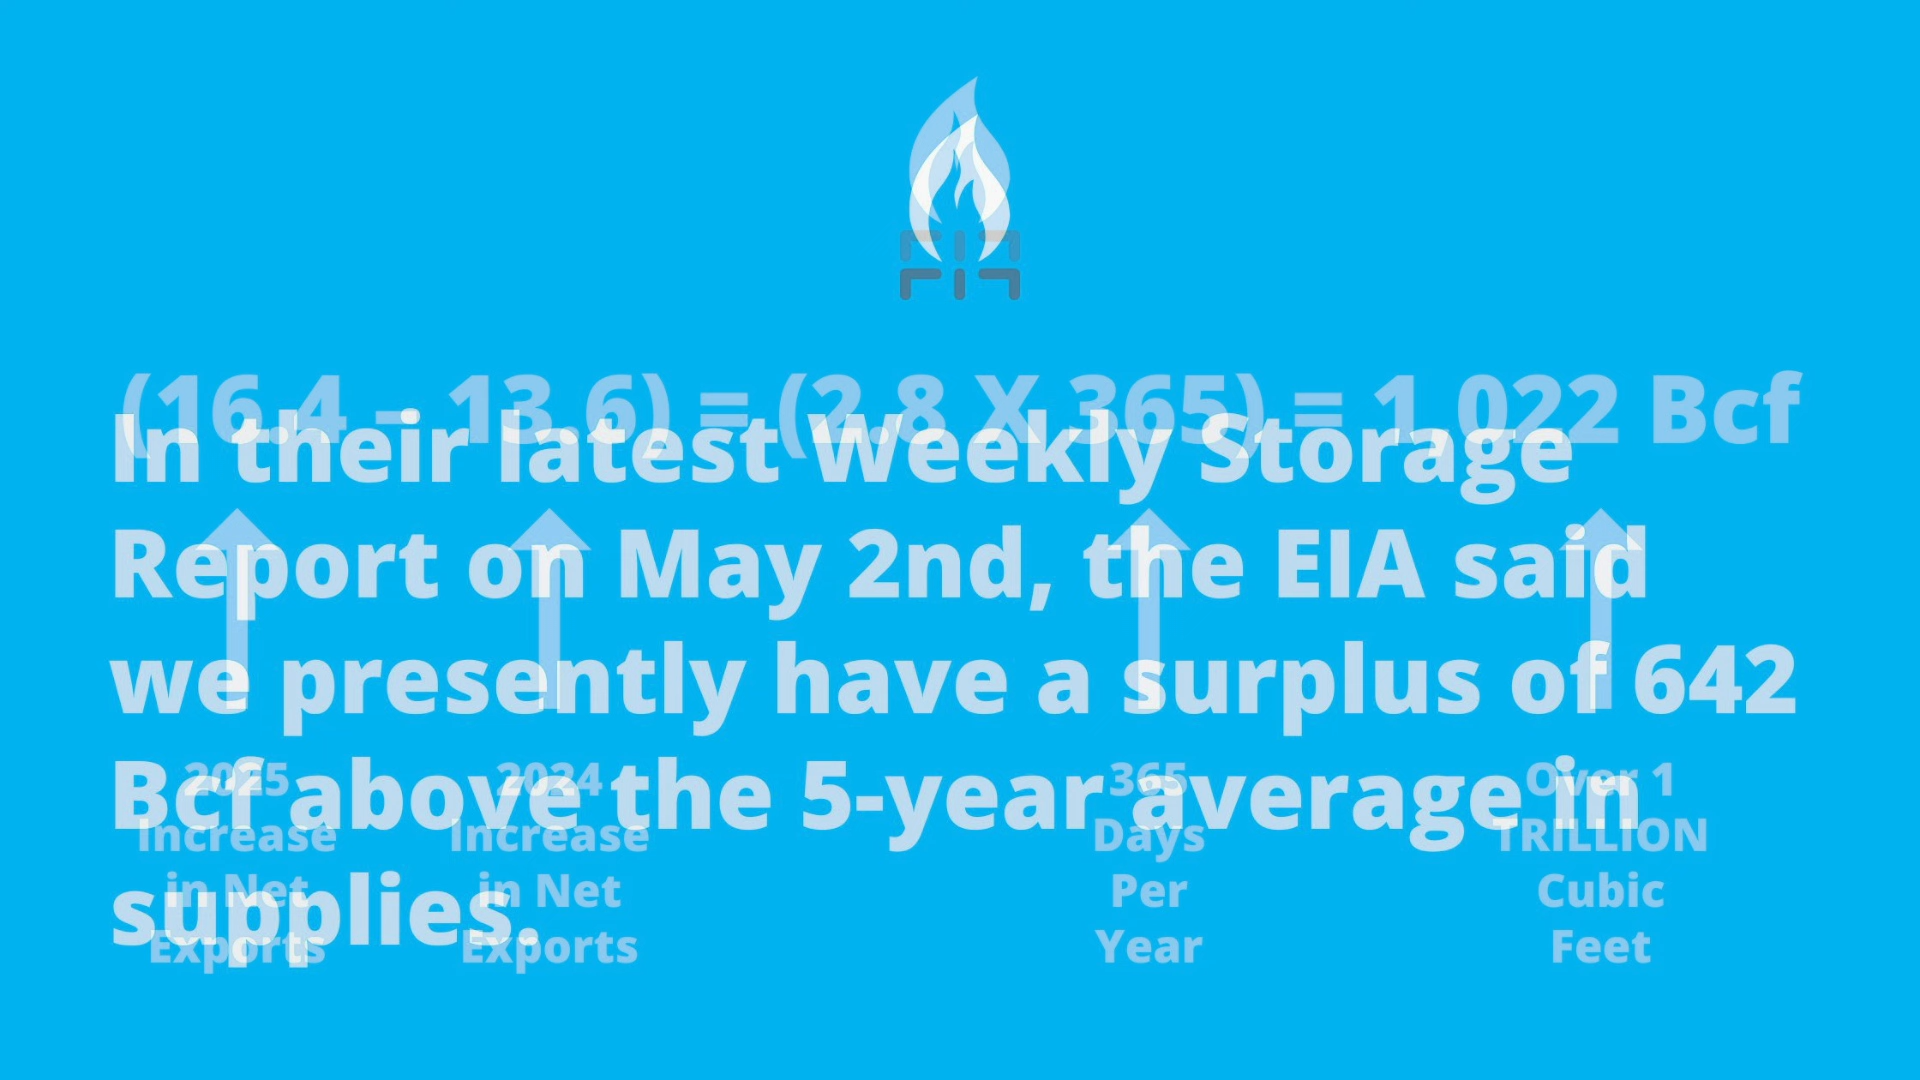 (16.4 - 13.6) = (2.8 X 365) = 1,022 Bcf
In their latest Weekly Storage
Report on May 2nd, the EIA said
we presently have a surplus of 642
Bcf above the 5-year average in
supplies.
2025
Increase
in Net
Exports
2024
Increase
in Net
Exports
365
Days
Per
Year
Over 1
TRILLION
Cubic
Feet